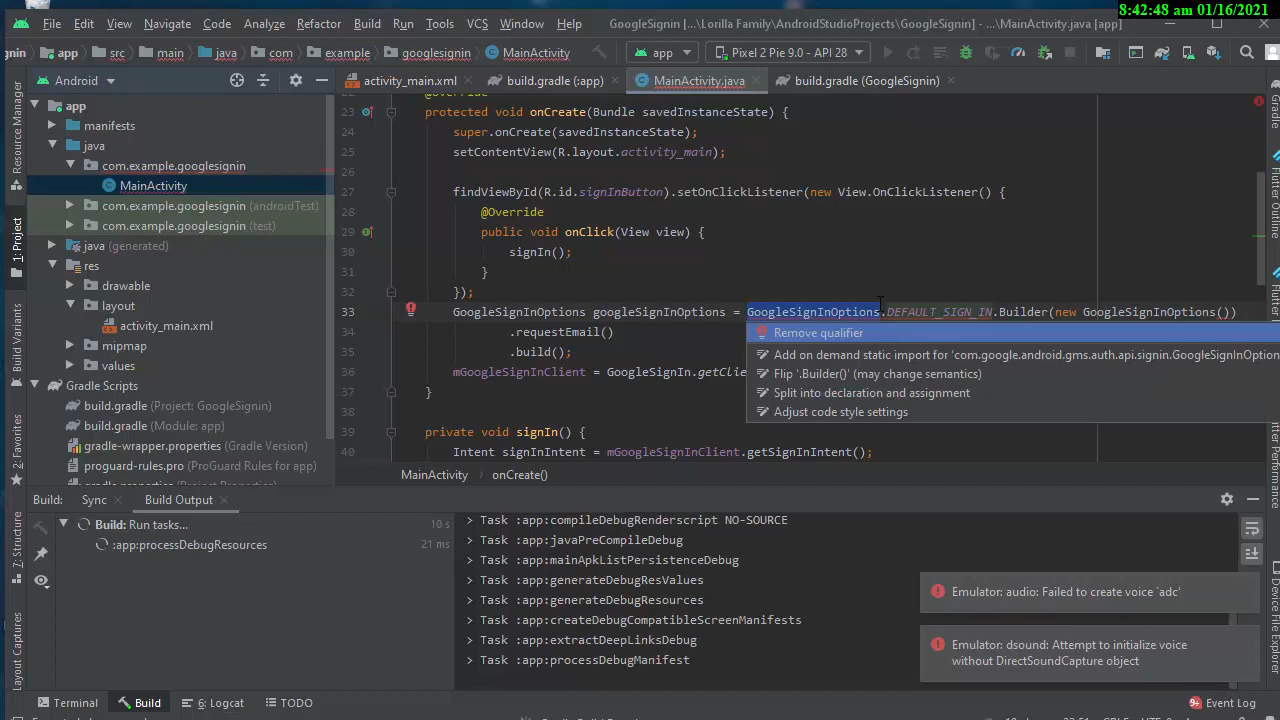 8:42:48 am 01/16/2021
File Edit View Navigate Code Analyze Refactor Build Run Tools VCS Window Help GoogleSignin [...\Lorilla Family\AndroidStudioProjects\GoogleSignin] - ...\MainActivity.java [app]
gnin app src main java com example googlesignin MainActivity app Pixel 2 Pie 9.0 - API 28
Android activity_main.xml build.gradle (:app) MainActivity.java build.gradle (GoogleSignin)
Resource Manager
1: Project
Build Variants
2: Favorites
7: Structure
Layout Captures
app
manifests
java
com.example.googlesignin
MainActivity
com.example.googlesignin (androidTest)
com.example.googlesignin (test)
java (generated)
res
drawable
layout
activity_main.xml
mipmap
values
Gradle Scripts
build.gradle (Project: GoogleSignin)
build.gradle (Module: app)
gradle-wrapper.properties (Gradle Version)
proguard-rules.pro (ProGuard Rules for app)
22 @Override
23 protected void onCreate(Bundle savedInstanceState) {
24 super.onCreate(savedInstanceState);
25 setContentView(R.layout.activity_main);
26
27 findViewById(R.id.signInButton).setOnClickListener(new View.OnClickListener() {
28 @Override
29 public void onClick(View view) {
30 signIn();
31 }
32 });
33 GoogleSignInOptions googleSignInOptions = GoogleSignInOptions.DEFAULT_SIGN_IN.Builder(new GoogleSignInOptions())
34 .requestEmail()
35 .build();
36 mGoogleSignInClient = GoogleSignIn.getClie
37 }
38
39 private void signIn() {
40 Intent signInIntent = mGoogleSignInClient.getSignInIntent();
Remove qualifier
Add on demand static import for 'com.google.android.gms.auth.api.signin.GoogleSignInOption
Flip '.Builder()' (may change semantics)
Split into declaration and assignment
Adjust code style settings
MainActivity onCreate()
Gradle
Flutter Outline
Flutter Performance
Device File Explorer
Build: Sync Build Output
Build: Run tasks... 10 s
:app:processDebugResources 21 ms
> Task :app:compileDebugRenderscript NO-SOURCE
> Task :app:javaPreCompileDebug
> Task :app:mainApkListPersistenceDebug
> Task :app:generateDebugResValues
> Task :app:generateDebugResources
> Task :app:createDebugCompatibleScreenManifests
> Task :app:extractDeepLinksDebug
> Task :app:processDebugManifest
Emulator: audio: Failed to create voice `adc'
Emulator: dsound: Attempt to initialize voice
without DirectSoundCapture object
Terminal Build 6: Logcat TODO 9+ Event Log